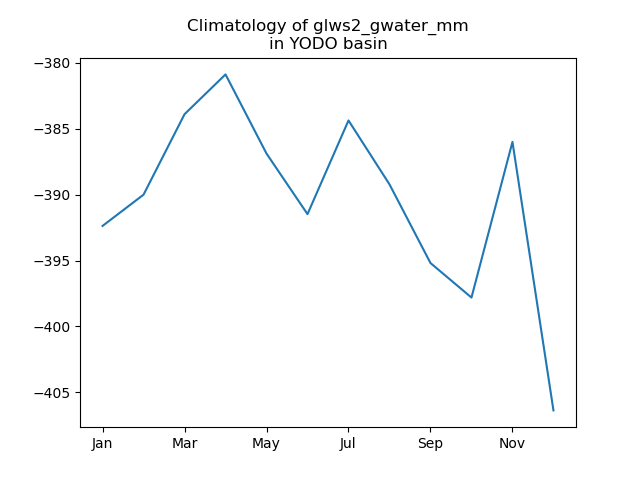 Climatology of glws2_gwater_mm
in YODO basin
−380
−385
−390
−395
−400
−405
Jan
Mar
May
Jul
Sep
Nov